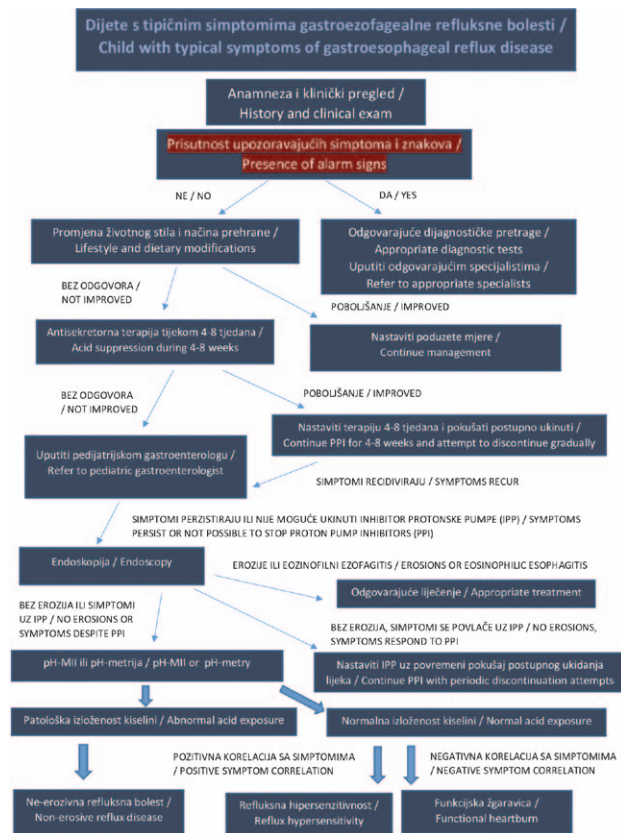 Dijete s tipičnim simptomima gastroezofagealne refluksne bolesti /
Child with typical symptoms of gastroesophageal reflux disease
Anamneza i klinički pregled /
History and clinical exam
Prisutnost upozoravajućih simptoma i znakova /
Presence of alarm signs
NE / NO
DA / YES
Promjena životnog stila i načina prehrane /
Lifestyle and dietary modifications
Odgovarajuće dijagnostičke pretrage /
Appropriate diagnostic tests
Uputiti odgovarajućim specijalistima /
Refer to appropriate specialists
BEZ ODGOVORA /
NOT IMPROVED
POBOLJŠANJE / IMPROVED
Antisekretorna terapija tijekom 4-8 tjedana /
Acid suppression during 4-8 weeks
Nastaviti poduzete mjere /
Continue management
BEZ ODGOVORA
/ NOT IMPROVED
POBOLJŠANJE / IMPROVED
Nastaviti terapiju 4-8 tjedana i pokušati postupno ukinuti /
Continue PPI for 4-8 weeks and attempt to discontinue gradually
Uputiti pedijatrijskom gastroenterologu /
Refer to pediatric gastroenterologist
SIMPTOMI RECIDIVIRAJU / SYMPTOMS RECUR
SIMPTOMI PERZISTIRAJU ILI NIJE MOGUĆE UKINUTI INHIBITOR PROTONSKE PUMPE (IPP) / SYMPTOMS
PERSIST OR NOT POSSIBLE TO STOP PROTON PUMP INHIBITORS (PPI)
Endoskopija / Endoscopy
EROZIJE ILI EOZINOFILNI EZOFAGITIS / EROSIONS OR EOSINOPHILIC ESOPHAGITIS
Odgovarajuće liječenje / Appropriate treatment
BEZ EROZIJA ILI SIMPTOMI
UZ IPP / NO EROSIONS OR
SYMPTOMS DESPITE PPI
BEZ EROZIJA, SIMPTOMI SE POVLAČE UZ IPP / NO EROSIONS,
SYMPTOMS RESPOND TO PPI
pH-MII ili pH-metrija / pH-MII or pH-metry
Nastaviti IPP uz povremeni pokušaj postupnog ukidanja
lijeka / Continue PPI with periodic discontinuation attempts
Patološka izloženost kiselini / Abnormal acid exposure
Normalna izloženost kiselini / Normal acid exposure
POZITIVNA KORELACIJA SA SIMPTOMIMA
/ POSITIVE SYMPTOM CORRELATION
NEGATIVNA KORELACIJA SA SIMPTOMIMA
/ NEGATIVE SYMPTOM CORRELATION
Ne-erozivna refluksna bolest /
Non-erosive reflux disease
Refluksna hipersenzitivnost /
Reflux hypersensitivity
Funkcijska žgaravica /
Functional heartburn